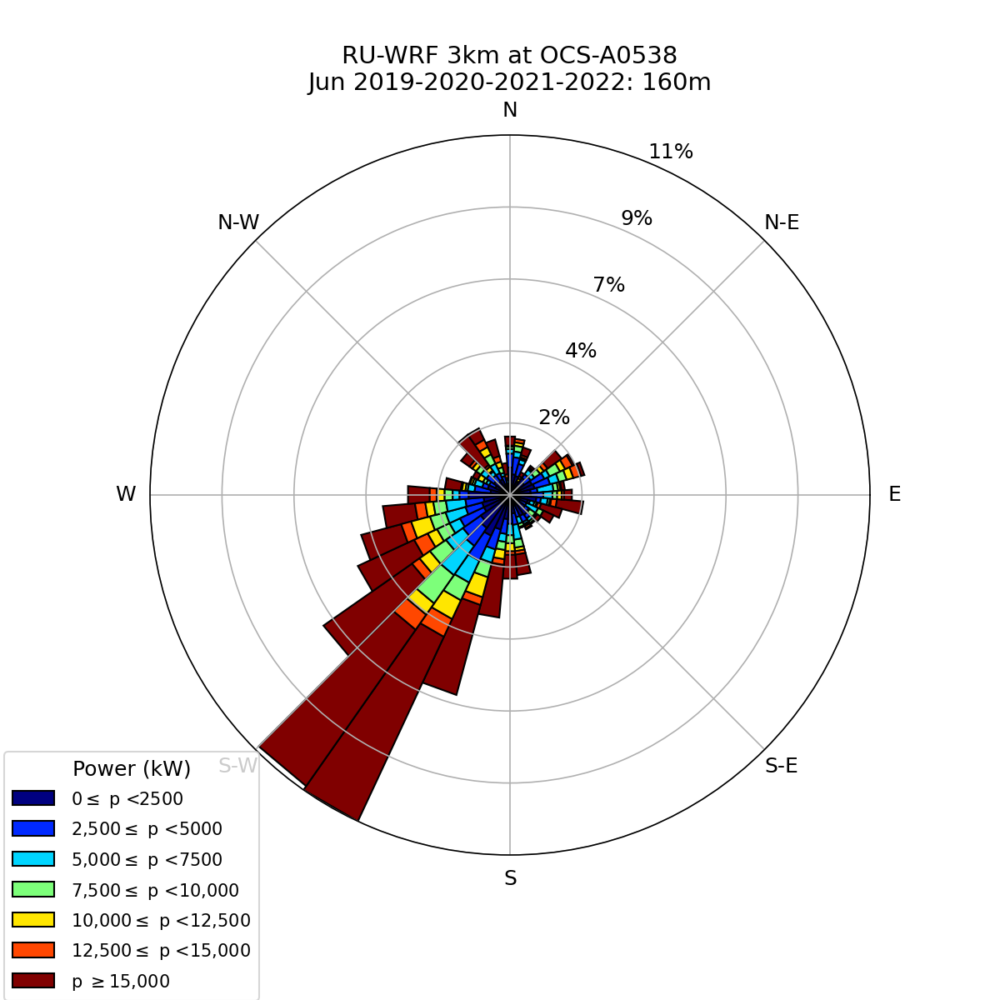 RU-WRF 3km at OCS-A0538
Jun 2019-2020-2021-2022: 160m
N
11%
N-W
9%
N-E
7%
4%
2%
W
E
S-W
S-E
S
Power (kW)
0≤ p <2500
2,500≤ p <5000
5,000≤ p <7500
7,500≤ p <10,000
10,000≤ p <12,500
12,500≤ p <15,000
p ≥15,000